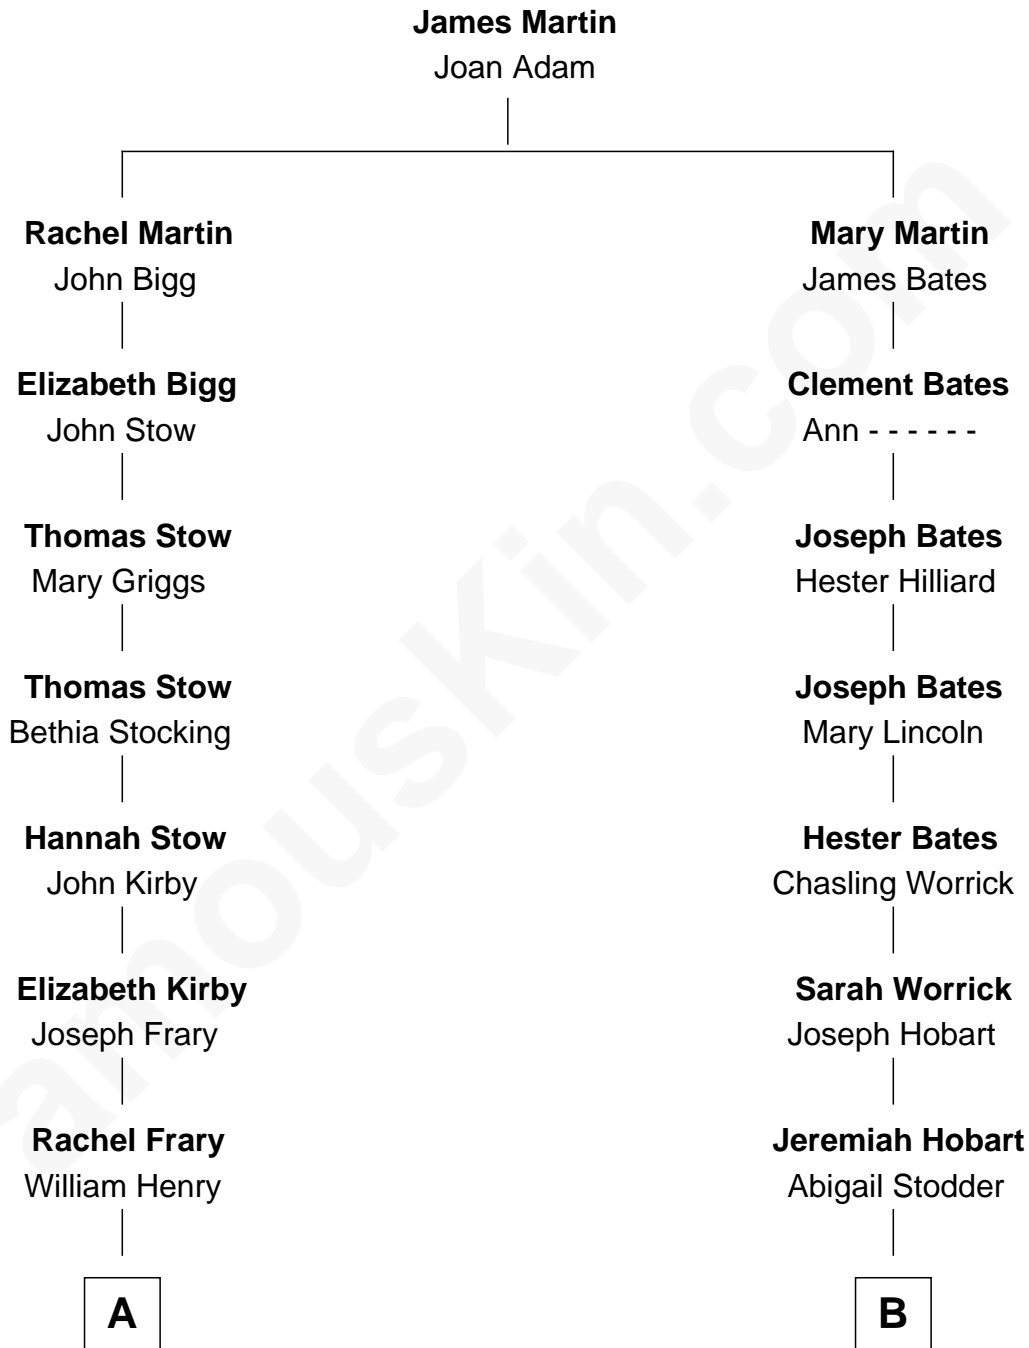 James Martin
Joan Adam
Rachel Martin
John Bigg
Mary Martin
James Bates
Elizabeth Bigg
John Stow
Clement Bates
Ann - - - - - -
Thomas Stow
Mary Griggs
Joseph Bates
Hester Hilliard
Thomas Stow
Bethia Stocking
Joseph Bates
Mary Lincoln
Hannah Stow
John Kirby
Hester Bates
Chasling Worrick
Elizabeth Kirby
Joseph Frary
Sarah Worrick
Joseph Hobart
Rachel Frary
William Henry
Jeremiah Hobart
Abigail Stodder
A
B
amouskin.com